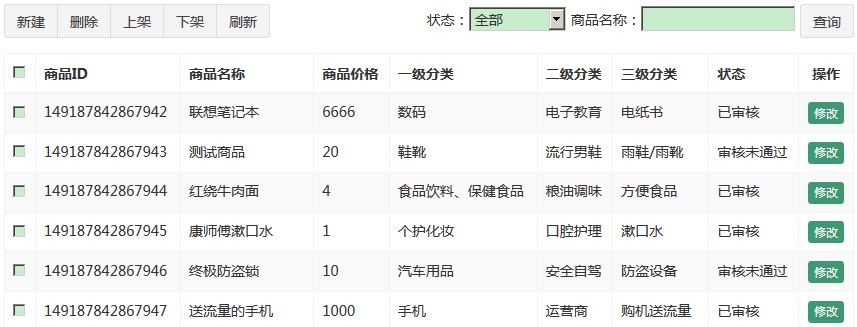 新建 删除 上架 下架 刷新 状态：全部 商品名称： 查询
商品ID 商品名称 商品价格 一级分类 二级分类 三级分类 状态 操作
149187842867942 联想笔记本 6666 数码 电子教育 电纸书 已审核 修改
149187842867943 测试商品 20 鞋靴 流行男鞋 雨鞋/雨靴 审核未通过 修改
149187842867944 红烧牛肉面 4 食品饮料、保健食品 粮油调味 方便食品 已审核 修改
149187842867945 康师傅漱口水 1 个护化妆 口腔护理 漱口水 已审核 修改
149187842867946 终极防盗锁 10 汽车用品 安全自驾 防盗设备 审核未通过 修改
149187842867947 送流量的手机 1000 手机 运营商 购机送流量 已审核 修改